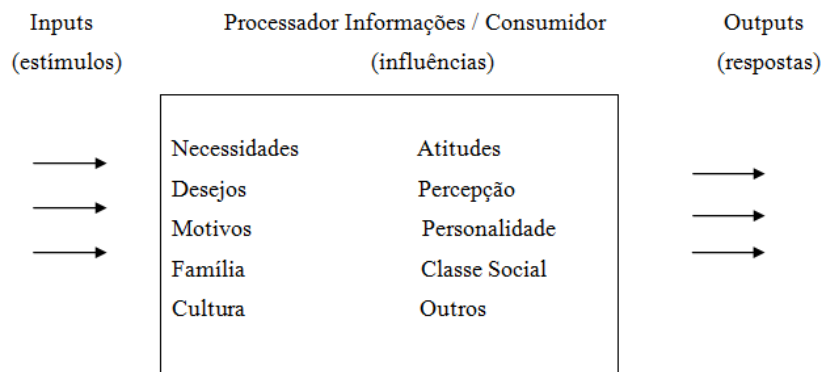 Inputs Processador Informações / Consumidor Outputs
(estímulos) (influências) (respostas)
Necessidades Atitudes
Desejos Percepção
Motivos Personalidade
Família Classe Social
Cultura Outros